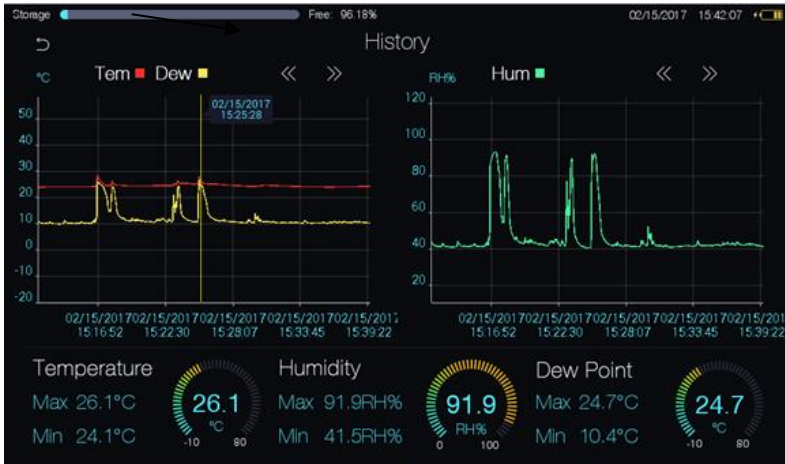 Storage Free: 96.18% 02/15/2017 15:42:07
History
°C Tem Dew << >>
RH% Hum << >>
02/15/2017
15:25:28
50
40
30
20
10
0
-10
-20
120
100
80
60
40
20
02/15/2017 02/15/2017 02/15/2017 02/15/2017 02/15/201
15:16:52 15:22:30 15:28:07 15:33:45 15:39:22
02/15/2017 02/15/2017 02/15/2017 02/15/2017 02/15/201
15:16:52 15:22:30 15:28:07 15:33:45 15:39:22
Temperature
Max 26.1°C
Min 24.1°C
26.1
°C
-10 80
Humidity
Max 91.9RH%
Min 41.5RH%
91.9
RH%
0 100
Dew Point
Max 24.7°C
Min 10.4°C
24.7
°C
-10 80